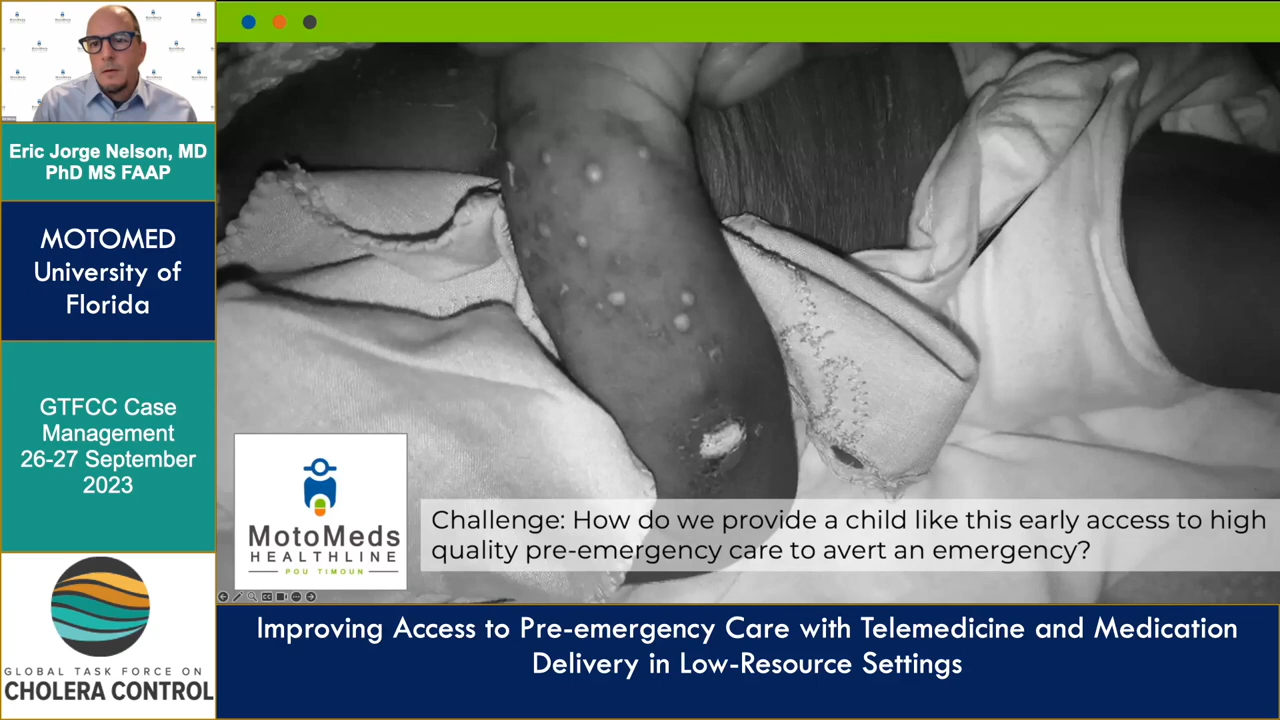 Eric Jorge Nelson, MD
PhD MS FAAP
MOTOMED
University of
Florida
GTFCC Case
Management
26-27 September
2023
GLOBAL TASK FORCE ON
CHOLERA CONTROL
MotoMeds
HEALTHLINE
POU TIMOUN
Challenge: How do we provide a child like this early access to high
quality pre-emergency care to avert an emergency?
Improving Access to Pre-emergency Care with Telemedicine and Medication
Delivery in Low-Resource Settings